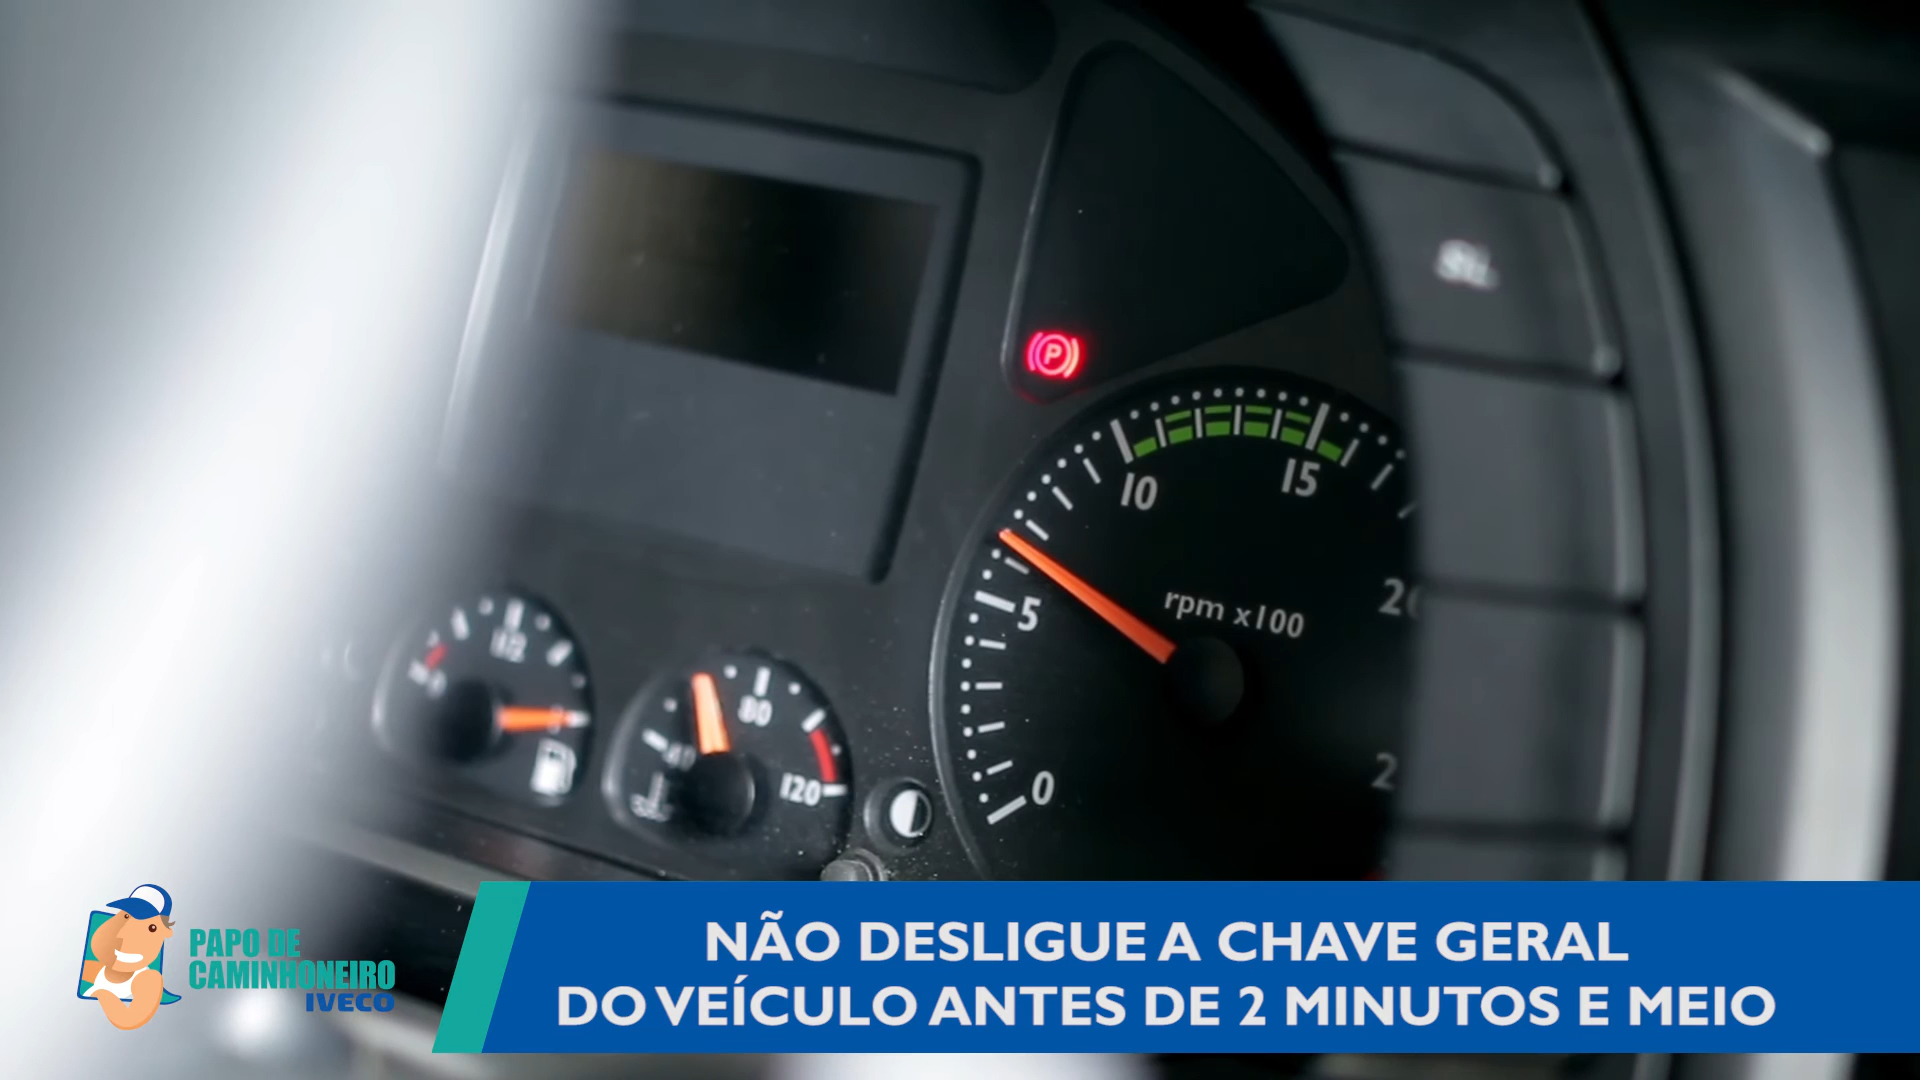 P
10
15
5
rpm x100
0
1/2
80
120
PAPO DE
CAMINHONEIRO
IVECO
NÃO DESLIGUE A CHAVE GERAL
DO VEÍCULO ANTES DE 2 MINUTOS E MEIO